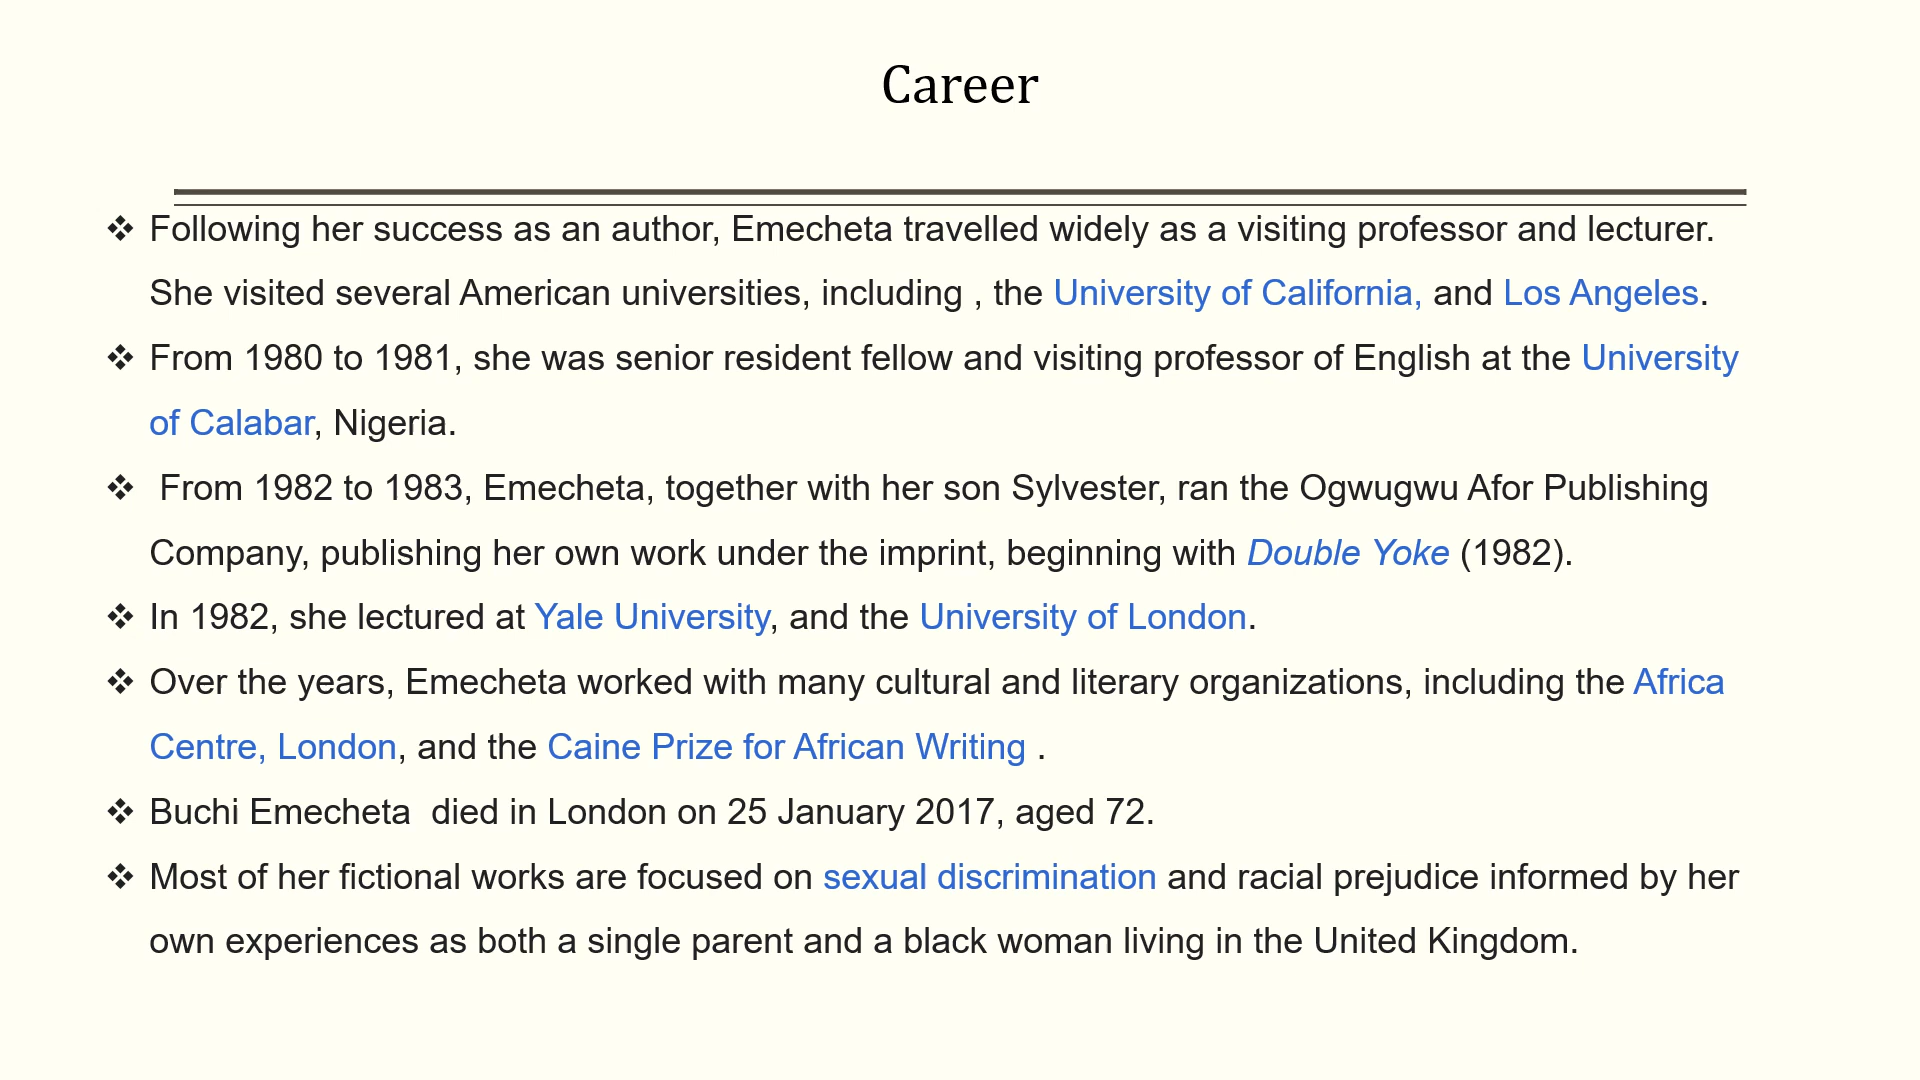 Career
❖ Following her success as an author, Emecheta travelled widely as a visiting professor and lecturer.
She visited several American universities, including , the University of California, and Los Angeles.
❖ From 1980 to 1981, she was senior resident fellow and visiting professor of English at the University
of Calabar, Nigeria.
❖ From 1982 to 1983, Emecheta, together with her son Sylvester, ran the Ogwugwu Afor Publishing
Company, publishing her own work under the imprint, beginning with Double Yoke (1982).
❖ In 1982, she lectured at Yale University, and the University of London.
❖ Over the years, Emecheta worked with many cultural and literary organizations, including the Africa
Centre, London, and the Caine Prize for African Writing .
❖ Buchi Emecheta  died in London on 25 January 2017, aged 72.
❖ Most of her fictional works are focused on sexual discrimination and racial prejudice informed by her
own experiences as both a single parent and a black woman living in the United Kingdom.